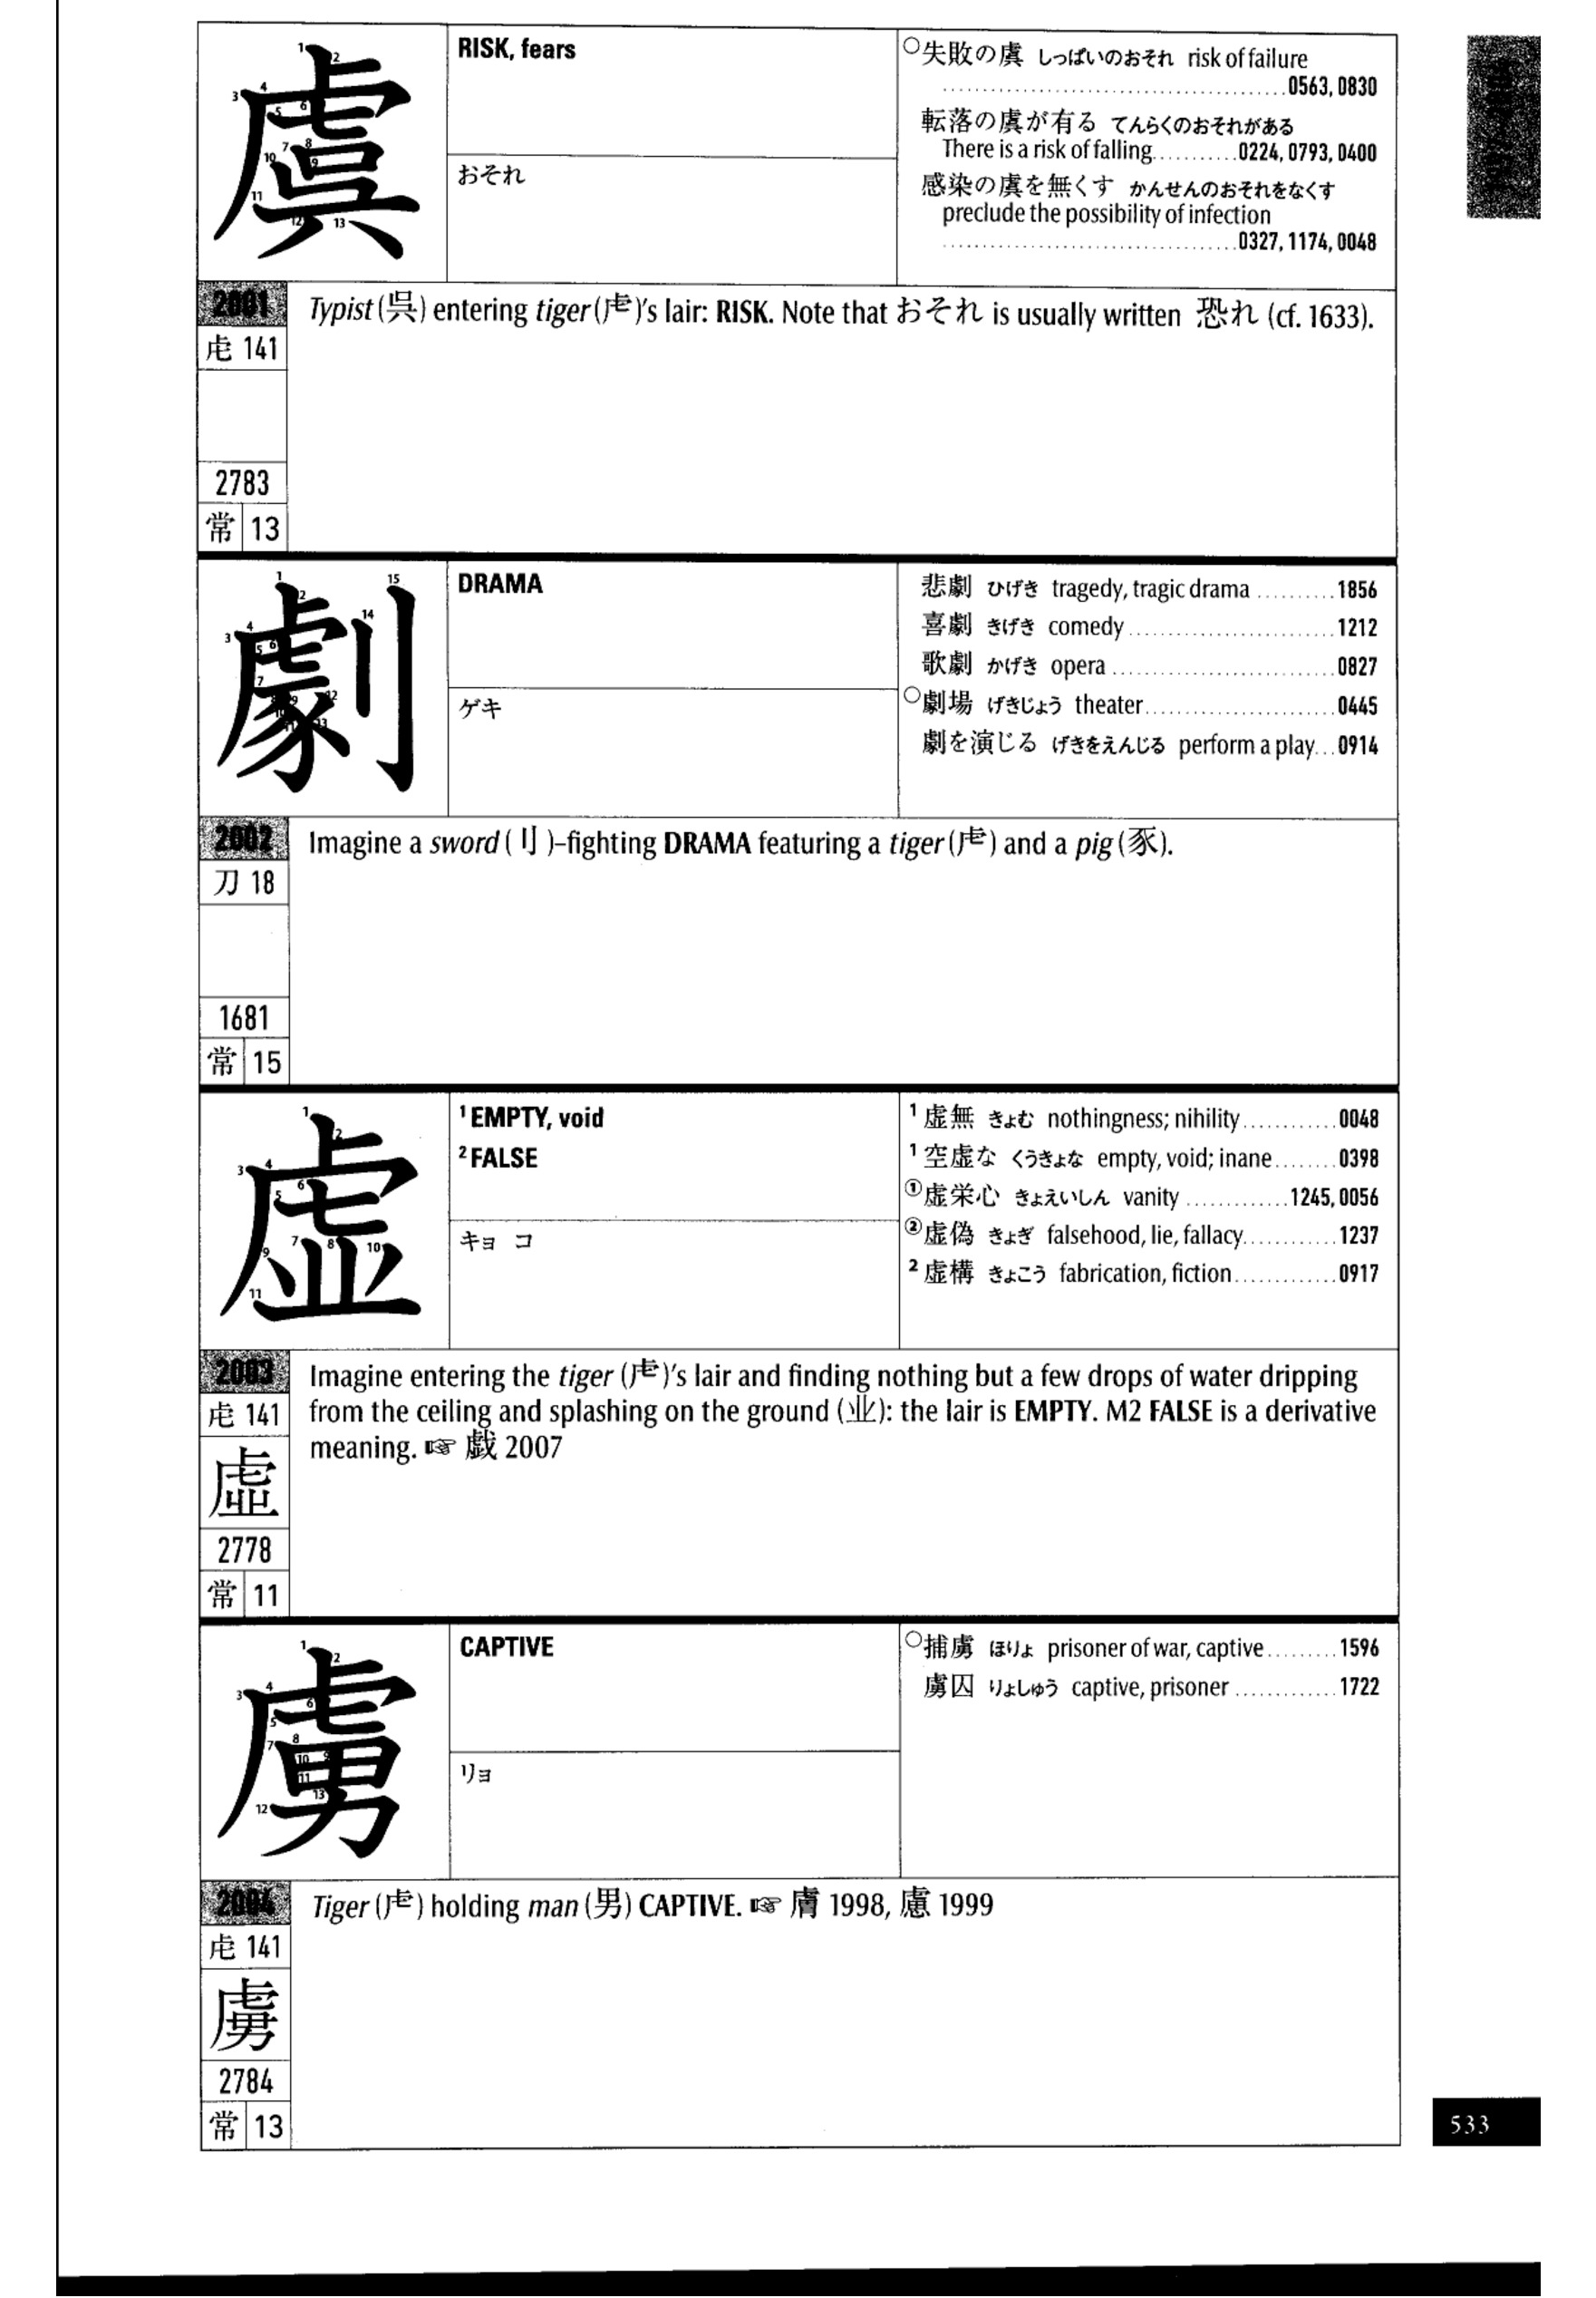 虞
RISK, fears
おそれ
○失敗の虞 しっぱいのおそれ risk of failure
...........................................0563, 0830
転落の虞が有る てんらくのおそれがある
There is a risk of falling...........0224, 0793, 0400
感染の虞を無くす かんせんのおそれをなくす
preclude the possibility of infection
.....................................0327, 1174, 0048
2001
虍 141
2783
常 13
Typist (呉) entering tiger (虍)'s lair: RISK. Note that おそれ is usually written 恐れ (cf. 1633).
劇
DRAMA
ゲキ
悲劇 ひげき tragedy, tragic drama ..........1856
喜劇 きげき comedy..........................1212
歌劇 かげき opera ............................0827
○劇場 げきじょう theater........................0445
劇を演じる げきをえんじる perform a play...0914
2002
刀 18
1681
常 15
Imagine a sword (刂)-fighting DRAMA featuring a tiger (虍) and a pig (豕).
虚
1 EMPTY, void
2 FALSE
キョ コ
1 虚無 きょむ nothingness; nihility............0048
1 空虚な くうきょな empty, void; inane.......0398
① 虚栄心 きょえいしん vanity .............1245, 0056
② 虚偽 きょぎ falsehood, lie, fallacy............1237
2 虚構 きょこう fabrication, fiction.............0917
2003
虍 141
虛
2778
常 11
Imagine entering the tiger (虍)'s lair and finding nothing but a few drops of water dripping
from the ceiling and splashing on the ground (业): the lair is EMPTY. M2 FALSE is a derivative
meaning. ☞ 戯 2007
虜
CAPTIVE
リョ
○捕虜 ほりょ prisoner of war, captive.........1596
虜囚 りょしゅう captive, prisoner .............1722
2004
虍 141
虜
2784
常 13
Tiger (虍) holding man (男) CAPTIVE. ☞ 膚 1998, 慮 1999
533